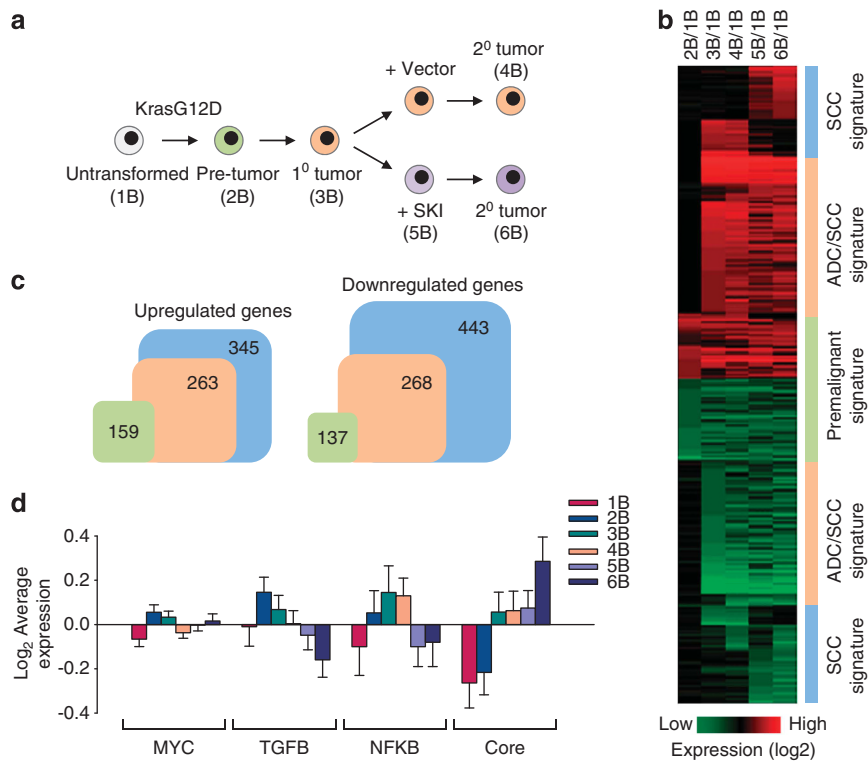 a
KrasG12D
+ Vector
2⁰ tumor
(4B)
Untransformed
(1B)
Pre-tumor
(2B)
1⁰ tumor
(3B)
+ SKI
(5B)
2⁰ tumor
(6B)
b
2B/1B
3B/1B
4B/1B
5B/1B
6B/1B
SCC
signature
ADC/SCC
signature
Premalignant
signature
ADC/SCC
signature
SCC
signature
Low
High
Expression (log2)
c
Upregulated genes
345
263
159
Downregulated genes
443
268
137
d
Log₂ Average
expression
0.4
0.2
0.0
-0.2
-0.4
MYC
TGFB
NFKB
Core
1B
2B
3B
4B
5B
6B